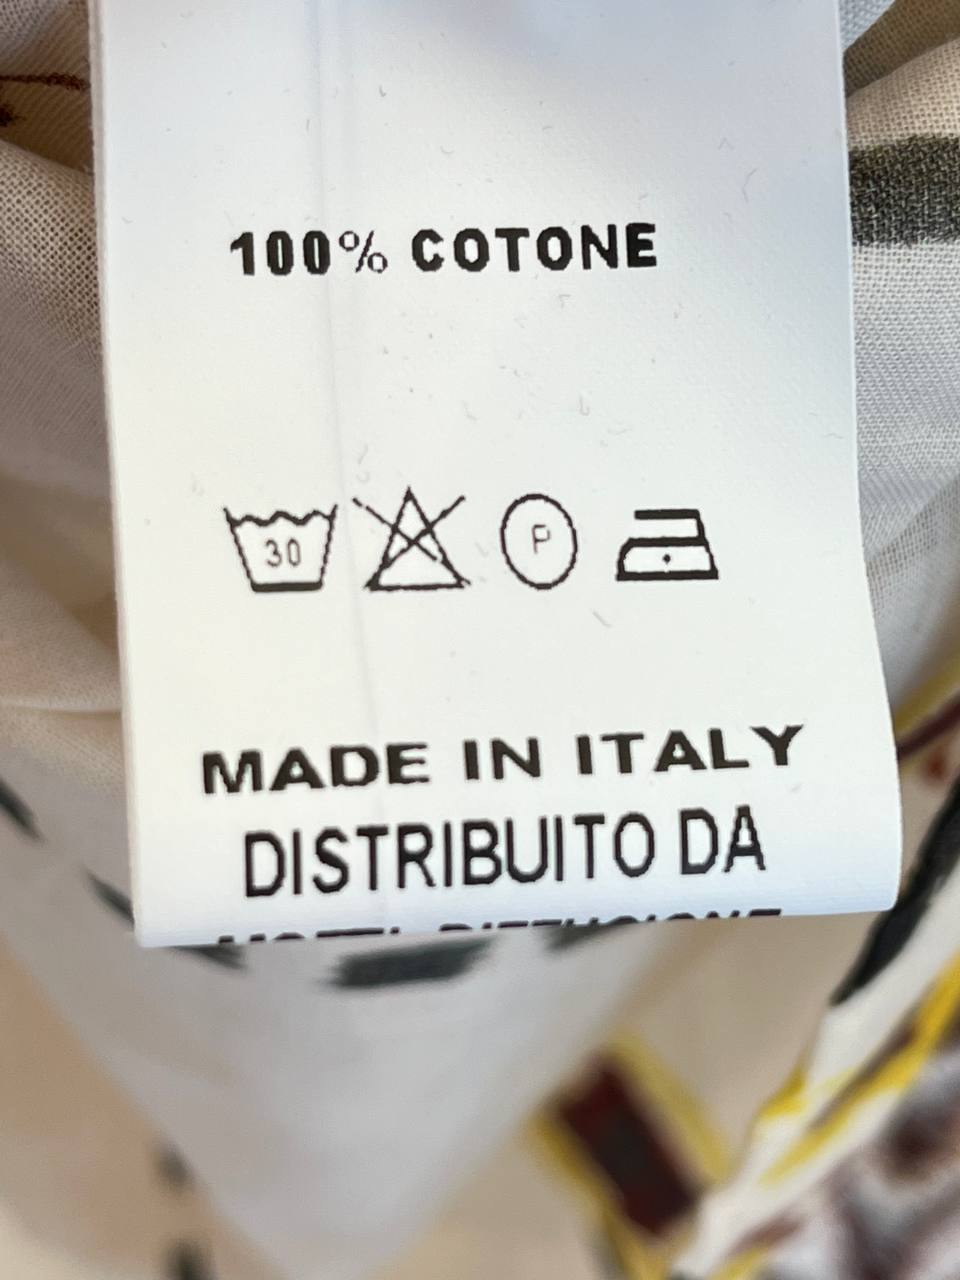 100% COTONE
30 P
MADE IN ITALY
DISTRIBUITO DA